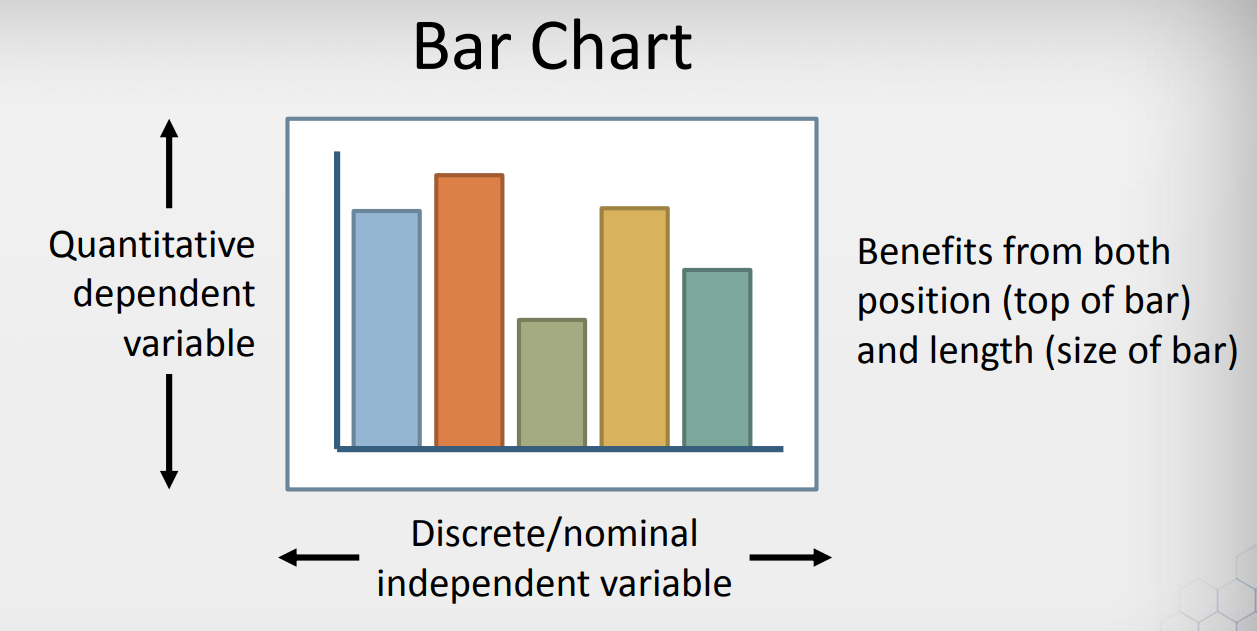 Bar Chart
Quantitative
dependent
variable
Benefits from both
position (top of bar)
and length (size of bar)
Discrete/nominal
independent variable